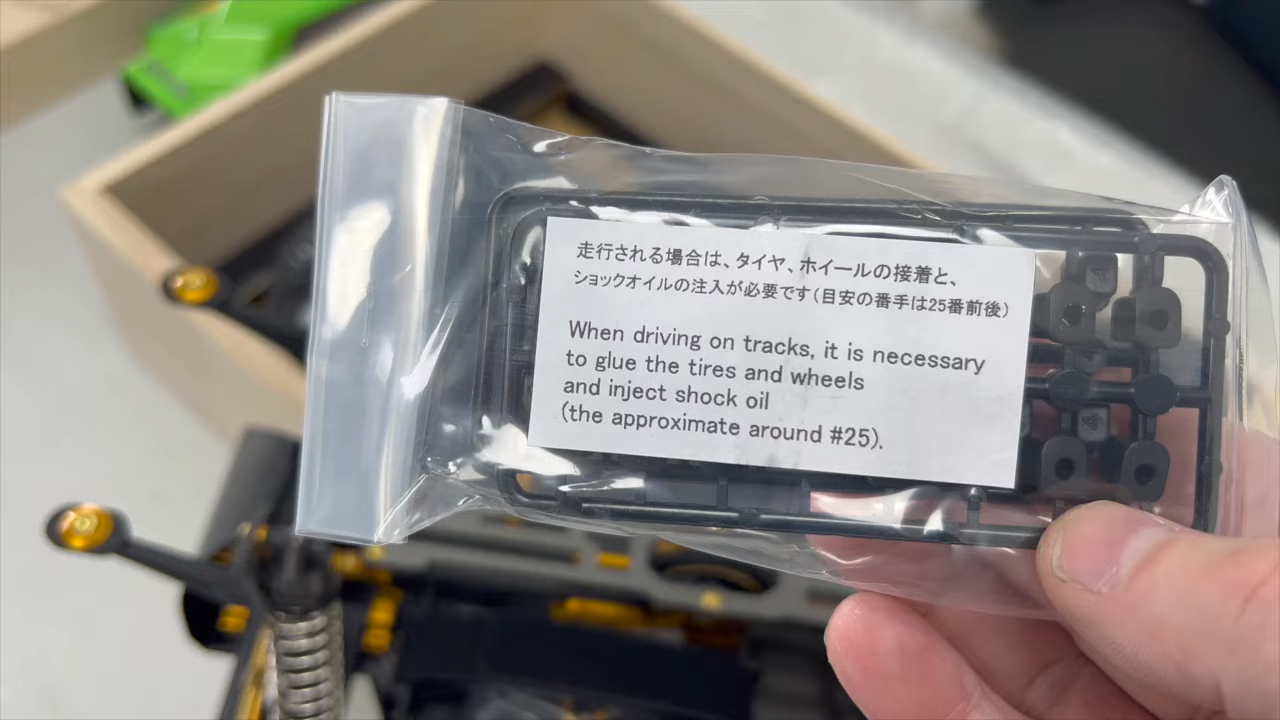 走行される場合は、タイヤ、ホイールの接着と、
ショックオイルの注入が必要です(目安の番手は25番前後)
When driving on tracks, it is necessary
to glue the tires and wheels
and inject shock oil
(the approximate around #25).